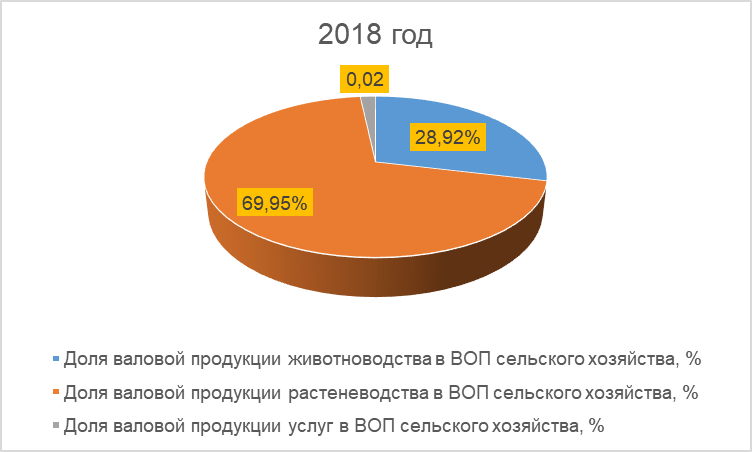 2018 год
0,02
28,92%
69,95%
Доля валовой продукции животноводства в ВОП сельского хозяйства, %
Доля валовой продукции растеневодства в ВОП сельского хозяйства, %
Доля валовой продукции услуг в ВОП сельского хозяйства, %